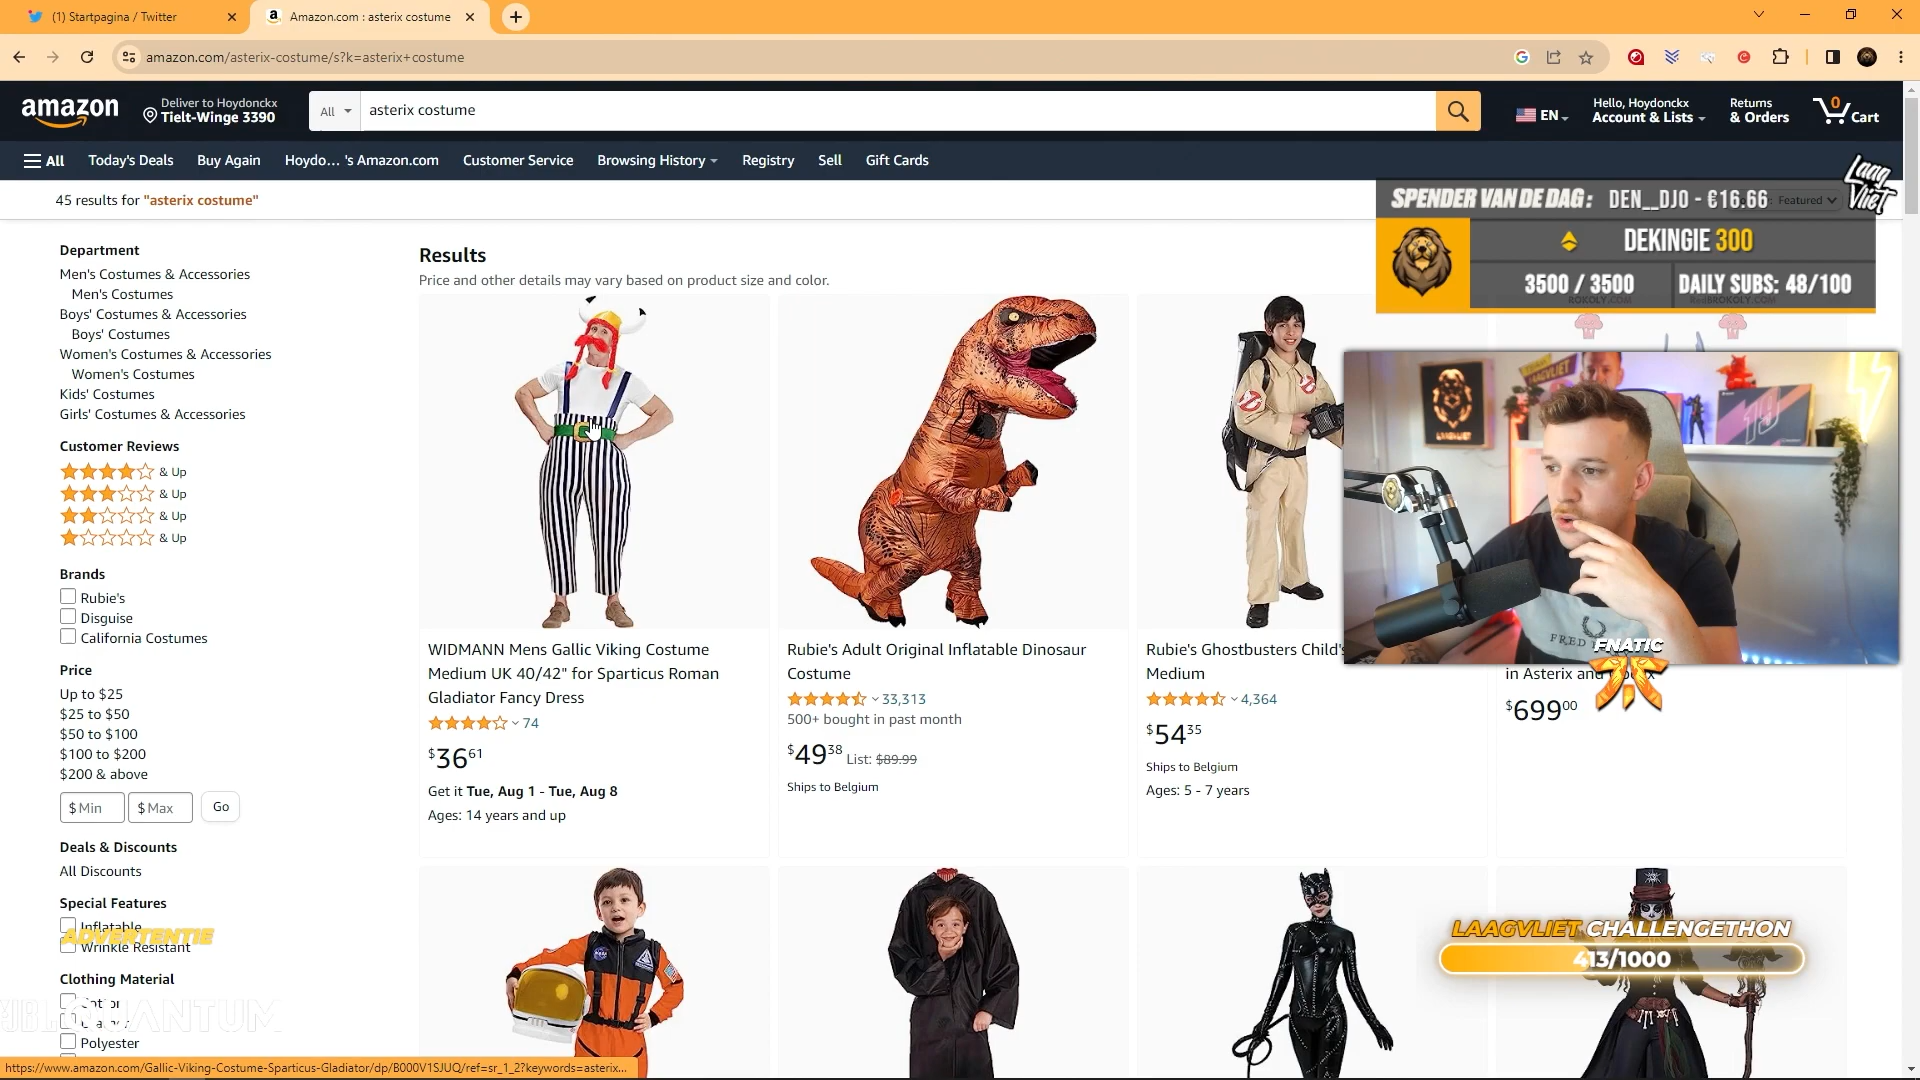 (1) Startpagina / Twitter
Amazon.com : asterix costume
amazon.com/asterix-costume/s?k=asterix+costume
amazon
Deliver to Hoydonckx
Tielt-Winge 3390
All
asterix costume
EN
Hello, Hoydonckx
Account & Lists
Returns
& Orders
0
Cart
All
Today's Deals
Buy Again
Hoydo... 's Amazon.com
Customer Service
Browsing History
Registry
Sell
Gift Cards
Laag
Vliet
45 results for "asterix costume"
Featured
SPENDER VAN DE DAG: DEN__DJO - €16.66
DEKINGIE 300
3500 / 3500
DAILY SUBS: 48/100
Department
Men's Costumes & Accessories
Men's Costumes
Boys' Costumes & Accessories
Boys' Costumes
Women's Costumes & Accessories
Women's Costumes
Kids' Costumes
Girls' Costumes & Accessories
Customer Reviews
& Up
& Up
& Up
& Up
Brands
Rubie's
Disguise
California Costumes
Price
Up to $25
$25 to $50
$50 to $100
$100 to $200
$200 & above
$ Min
$ Max
Go
Deals & Discounts
All Discounts
Special Features
Inflatable
ADVERTENTIE
Wrinkle Resistant
Clothing Material
QUANTUM
Polyester
Results
Price and other details may vary based on product size and color.
WIDMANN Mens Gallic Viking Costume
Medium UK 40/42" for Sparticus Roman
Gladiator Fancy Dress
74
$36.61
Get it Tue, Aug 1 - Tue, Aug 8
Ages: 14 years and up
Rubie's Adult Original Inflatable Dinosaur
Costume
33,313
500+ bought in past month
$49.38 List: $89.99
Ships to Belgium
Rubie's Ghostbusters Child's
Medium
4,364
$54.35
Ships to Belgium
Ages: 5 - 7 years
in Asterix and
$699.00
FRED
FNATIC
LAAGVLIET CHALLENGETHON
413/1000
https://www.amazon.com/Gallic-Viking-Costume-Sparticus-Gladiator/dp/B000V1SJUQ/ref=sr_1_2?keywords=asterix...